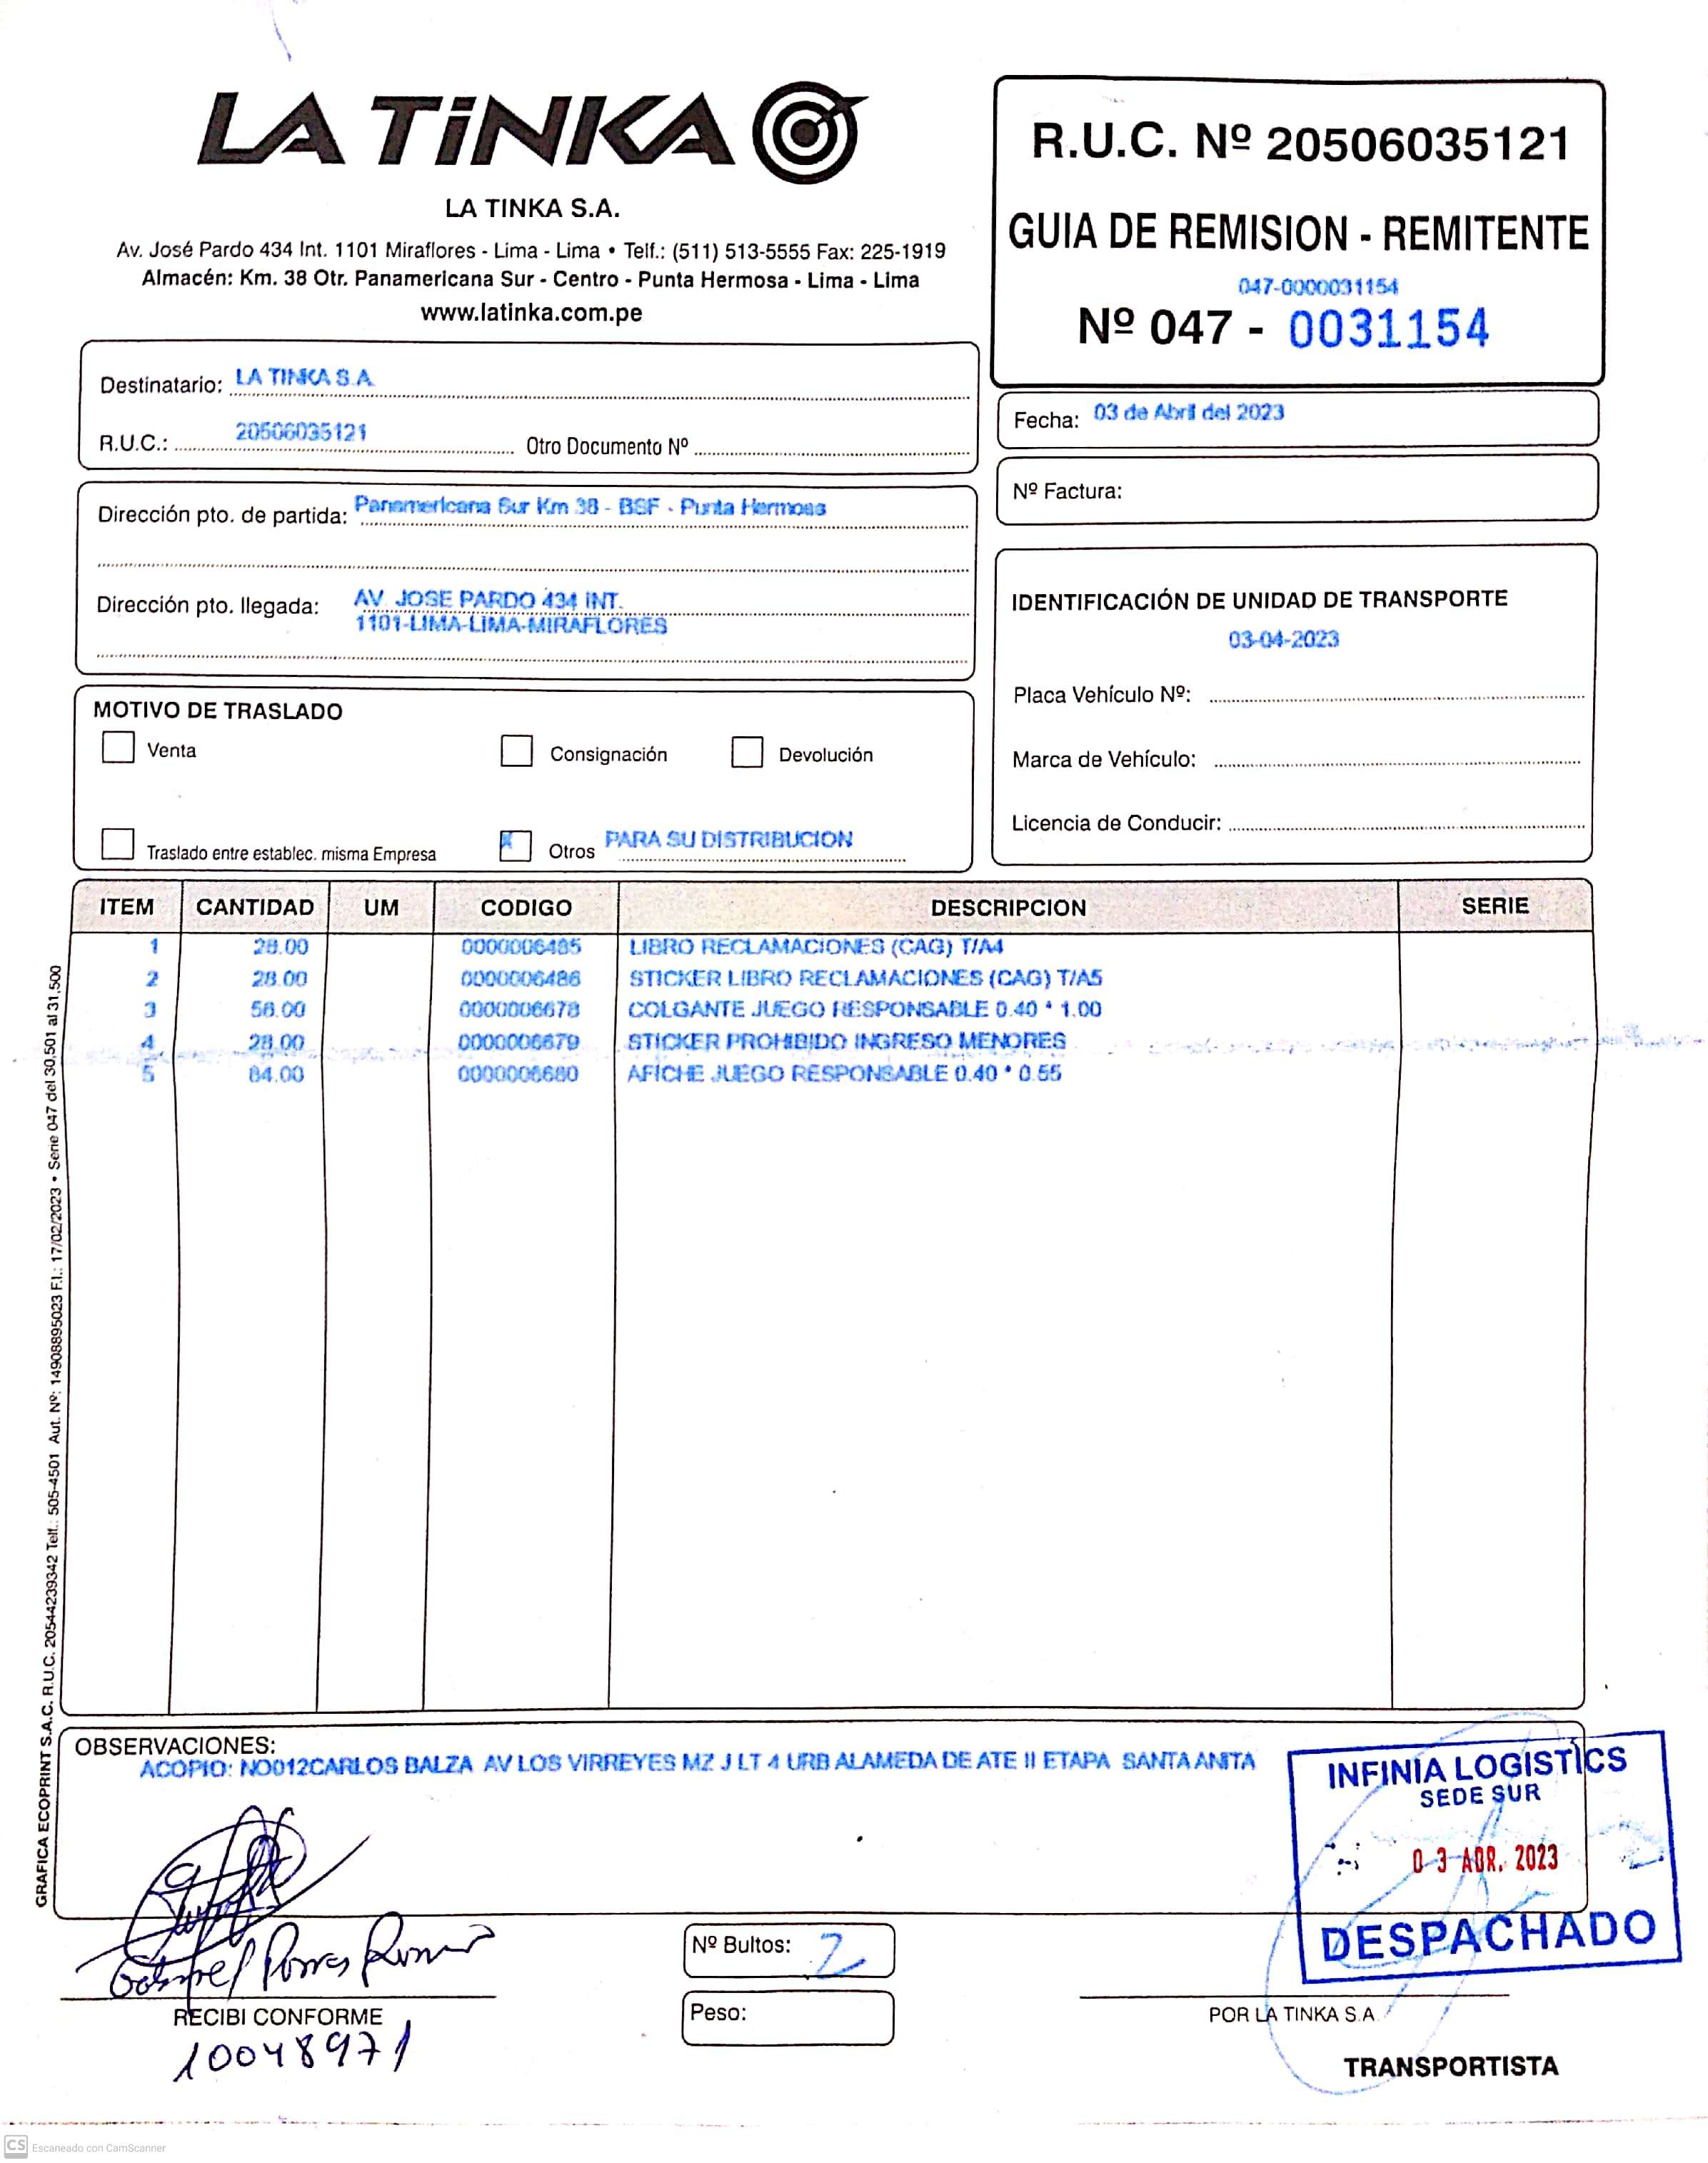 LA TiNKA
LA TINKA S.A.
Av. José Pardo 434 Int. 1101 Miraflores - Lima - Lima • Telf.: (511) 513-5555 Fax: 225-1919
Almacén: Km. 38 Otr. Panamericana Sur - Centro - Punta Hermosa - Lima - Lima
www.latinka.com.pe
R.U.C. Nº 20506035121
GUIA DE REMISION - REMITENTE
047-0000031154
Nº 047 - 0031154
Destinatario: LA TINKA S.A.
R.U.C.: 20506035121 Otro Documento Nº
Fecha: 03 de Abril del 2023
Nº Factura:
Dirección pto. de partida: Panamericana Sur Km 38 - BSF - Punta Hermosa
Dirección pto. llegada: AV. JOSE PARDO 434 INT.
1101-LIMA-LIMA-MIRAFLORES
IDENTIFICACIÓN DE UNIDAD DE TRANSPORTE
03-04-2023
Placa Vehículo Nº:
Marca de Vehículo:
Licencia de Conducir:
MOTIVO DE TRASLADO
Venta Consignación Devolución
Traslado entre establec. misma Empresa X Otros PARA SU DISTRIBUCION
ITEM CANTIDAD UM CODIGO DESCRIPCION SERIE
1 28.00 0000006485 LIBRO RECLAMACIONES (CAG) T/A4
2 28.00 0000006486 STICKER LIBRO RECLAMACIONES (CAG) T/A5
3 56.00 0000006678 COLGANTE JUEGO RESPONSABLE 0.40 * 1.00
4 28.00 0000006679 STICKER PROHIBIDO INGRESO MENORES
5 84.00 0000006680 AFICHE JUEGO RESPONSABLE 0.40 * 0.55
GRAFICA ECOPRINT S.A.C. R.U.C. 20544239342 Telf.: 505-4501 Aut. Nº: 14908895023 F.I.: 17/02/2023 • Serie 047 del 30,501 al 31,500
OBSERVACIONES:
ACOPIO: NO012CARLOS BALZA AV LOS VIRREYES MZ J LT 4 URB ALAMEDA DE ATE II ETAPA SANTA ANITA
INFINIA LOGISTICS
SEDE SUR
03 ABR. 2023
DESPACHADO
Gabriel Porras
RECIBI CONFORME
10048971
Nº Bultos: 2
Peso:
POR LA TINKA S.A.
TRANSPORTISTA
CS Escaneado con CamScanner